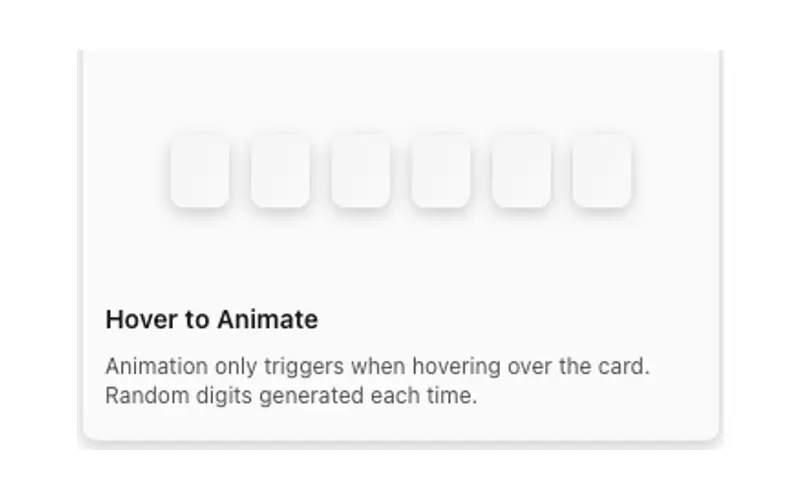 Hover to Animate
Animation only triggers when hovering over the card.
Random digits generated each time.